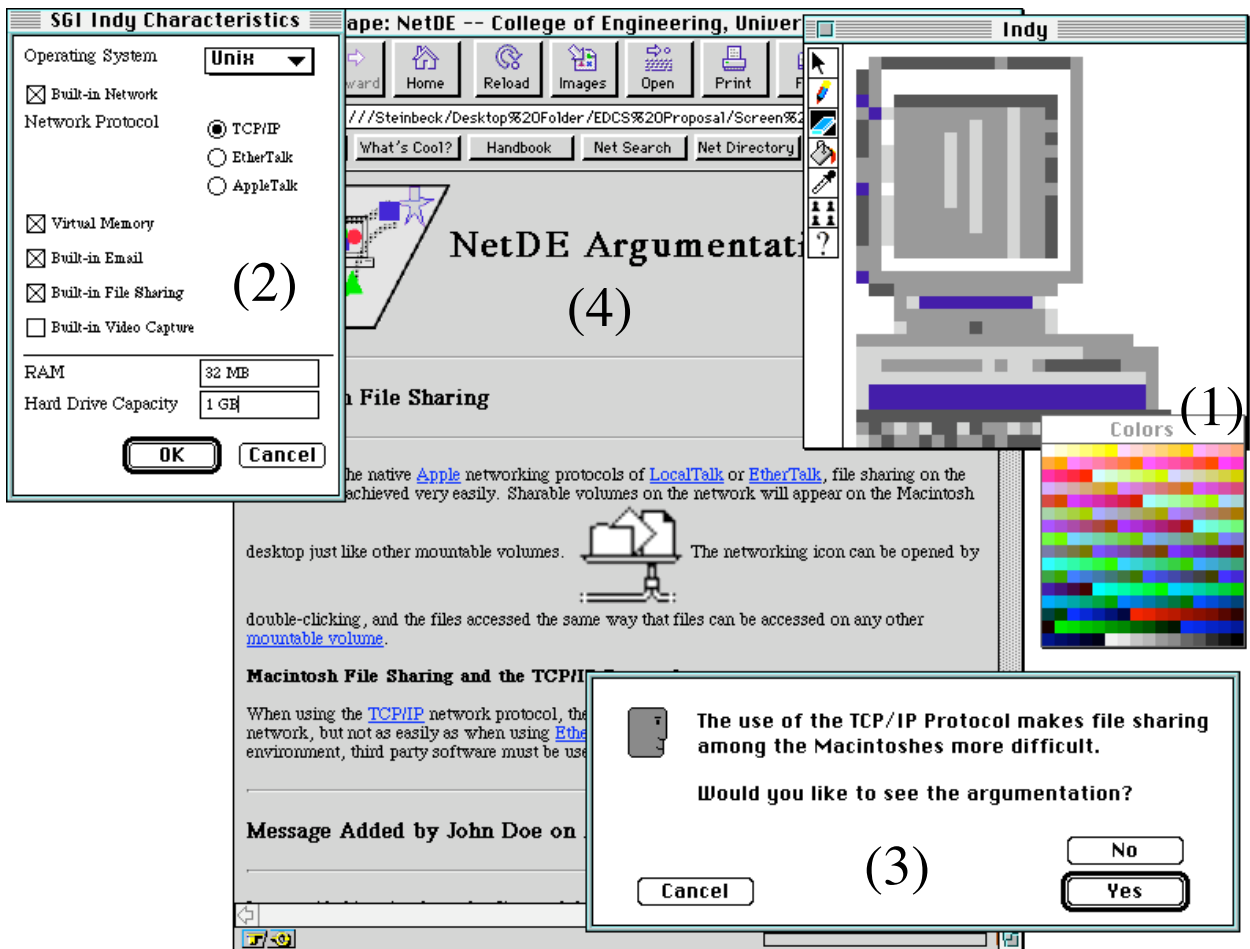 SGI Indy Characteristics
Operating System
Unix
Built-in Network
Network Protocol
TCP/IP
EtherTalk
AppleTalk
Virtual Memory
Built-in Email
Built-in File Sharing
Built-in Video Capture
(2)
RAM
32 MB
Hard Drive Capacity
1 GB
OK
Cancel
ape: NetDE -- College of Engineering, Univer
Home
Reload
Images
Open
Print
///Steinbeck/Desktop%20Folder/EDCS%20Proposal/Screen%2
What's Cool?
Handbook
Net Search
Net Directory
NetDE Argumentati
(4)
File Sharing
native Apple networking protocols of LocalTalk or EtherTalk, file sharing on the
achieved very easily. Sharable volumes on the network will appear on the Macintosh
desktop just like other mountable volumes. The networking icon can be opened by
double-clicking, and the files accessed the same way that files can be accessed on any other
mountable volume.
Macintosh File Sharing and the TCP/IP
When using the TCP/IP network protocol, the
network, but not as easily as when using Ethe
environment, third party software must be use
Message Added by John Doe on
Indy
?
(1)
Colors
The use of the TCP/IP Protocol makes file sharing
among the Macintoshes more difficult.
Would you like to see the argumentation?
(3)
No
Cancel
Yes